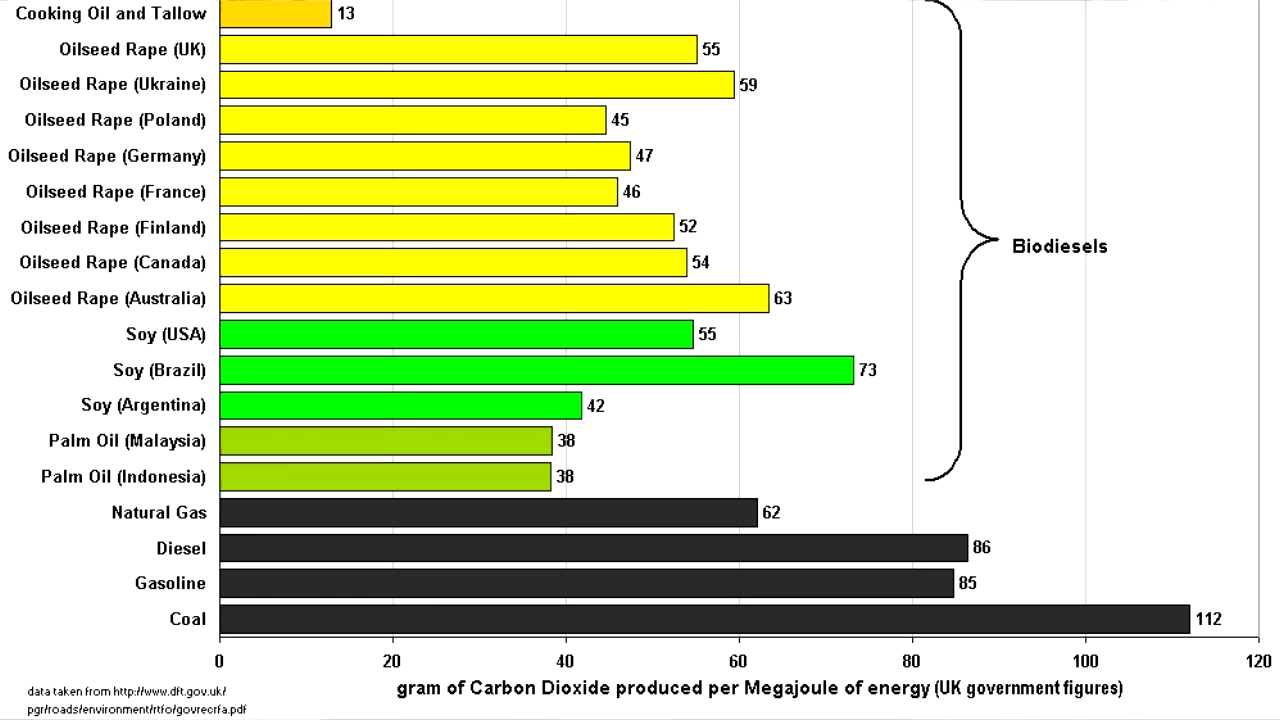 Cooking Oil and Tallow 13
Oilseed Rape (UK) 55
Oilseed Rape (Ukraine) 59
Oilseed Rape (Poland) 45
Oilseed Rape (Germany) 47
Oilseed Rape (France) 46
Oilseed Rape (Finland) 52
Biodiesels
Oilseed Rape (Canada) 54
Oilseed Rape (Australia) 63
Soy (USA) 55
Soy (Brazil) 73
Soy (Argentina) 42
Palm Oil (Malaysia) 38
Palm Oil (Indonesia) 38
Natural Gas 62
Diesel 86
Gasoline 85
Coal 112
0 20 40 60 80 100 120
gram of Carbon Dioxide produced per Megajoule of energy (UK government figures)
data taken from http://www.dft.gov.uk/
pgr/roads/environment/rtfo/govrecrfa.pdf